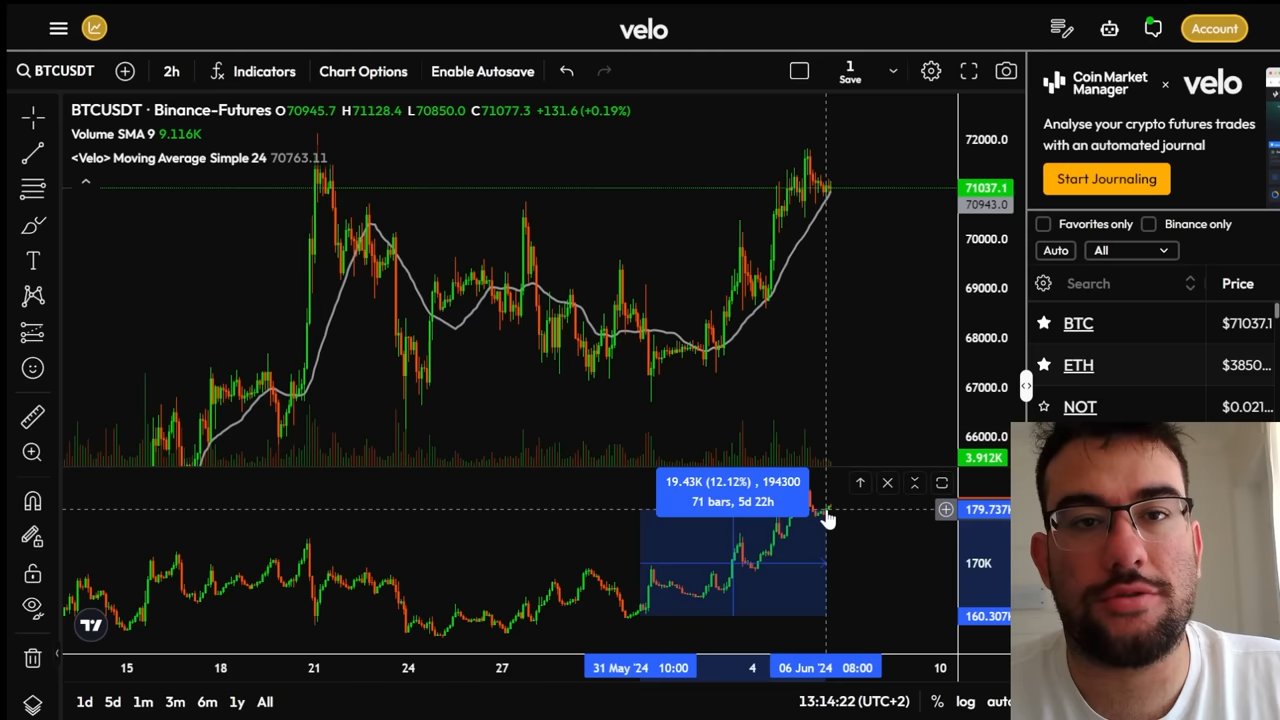 velo
Account
BTCUSDT
2h
Indicators
Chart Options
Enable Autosave
1
Save
Coin Market
Manager
×
velo
Analyse your crypto futures trades
with an automated journal
Start Journaling
BTCUSDT · Binance-Futures O70945.7 H71128.4 L70850.0 C71077.3 +131.6 (+0.19%)
Volume SMA 9 9.116K
<Velo> Moving Average Simple 24 70763.11
72000.0
71037.1
70943.0
70000.0
69000.0
68000.0
67000.0
66000.0
3.912K
Favorites only
Binance only
Auto
All
Search
Price
BTC
$71037.1
ETH
$3850...
NOT
$0.021...
19.43K (12.12%) , 194300
71 bars, 5d 22h
179.737K
170K
160.307K
15
18
21
24
27
31 May '24 10:00
4
06 Jun '24 08:00
10
1d
5d
1m
3m
6m
1y
All
13:14:22 (UTC+2)
%
log